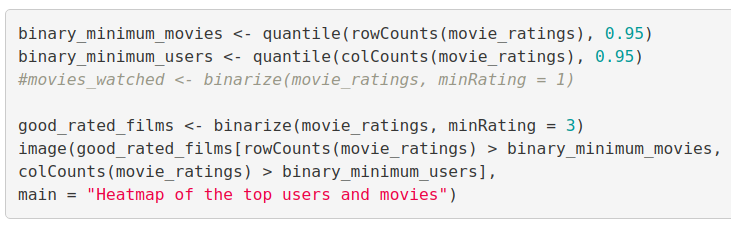 binary_minimum_movies <- quantile(rowCounts(movie_ratings), 0.95)
binary_minimum_users <- quantile(colCounts(movie_ratings), 0.95)
#movies_watched <- binarize(movie_ratings, minRating = 1)

good_rated_films <- binarize(movie_ratings, minRating = 3)
image(good_rated_films[rowCounts(movie_ratings) > binary_minimum_movies,
colCounts(movie_ratings) > binary_minimum_users],
main = "Heatmap of the top users and movies")